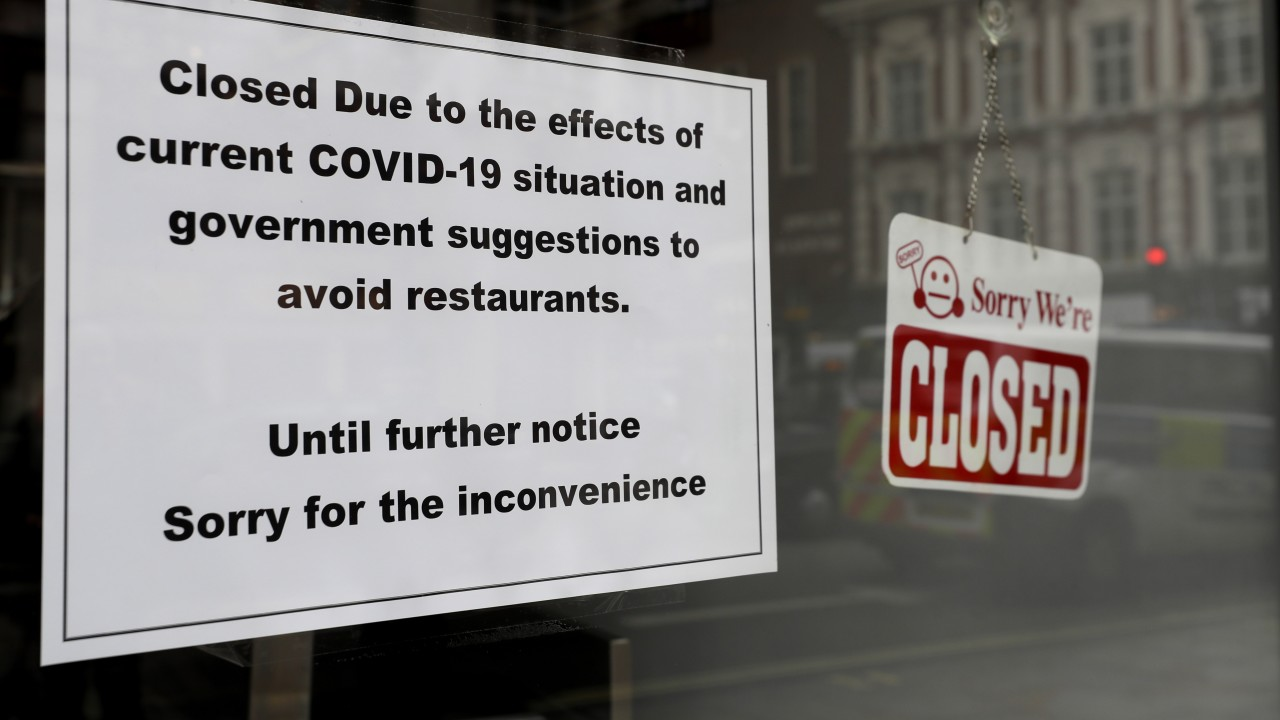 Closed Due to the effects of
current COVID-19 situation and
government suggestions to
avoid restaurants.
Until further notice
Sorry for the inconvenience
SORRY
Sorry We're
CLOSED